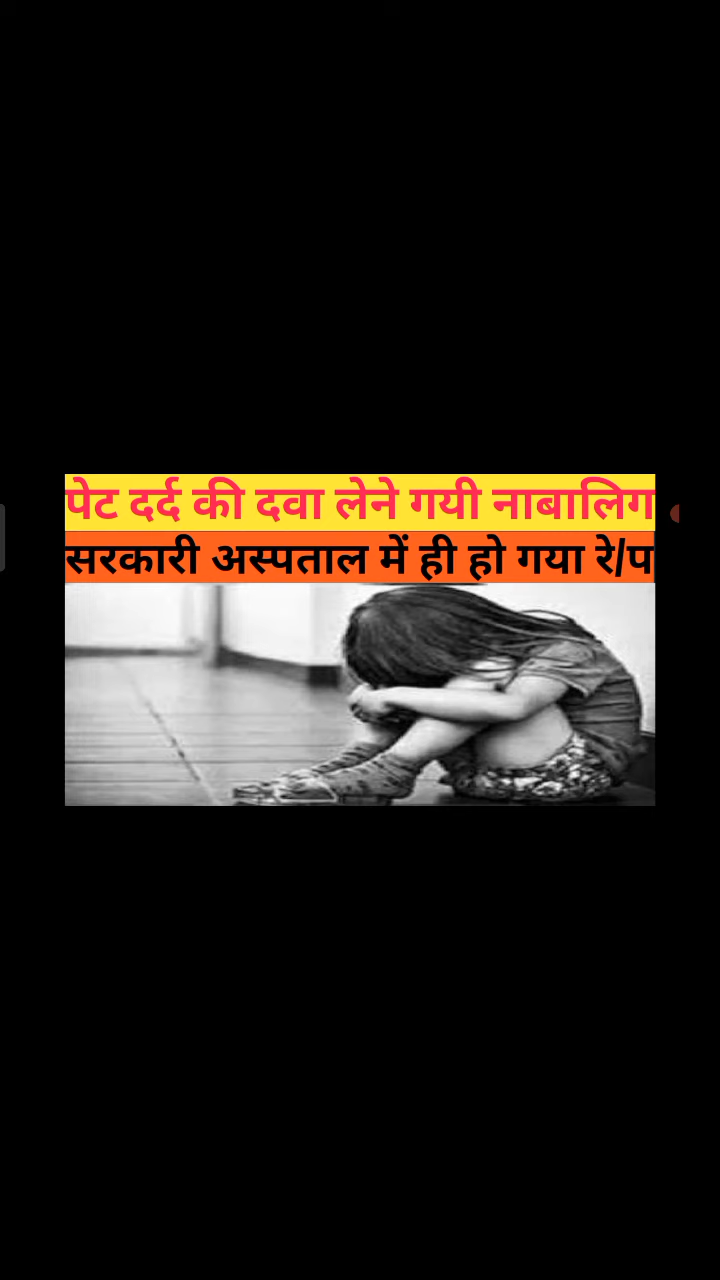 पेट दर्द की दवा लेने गयी नाबालिग
सरकारी अस्पताल में ही हो गया रे/प